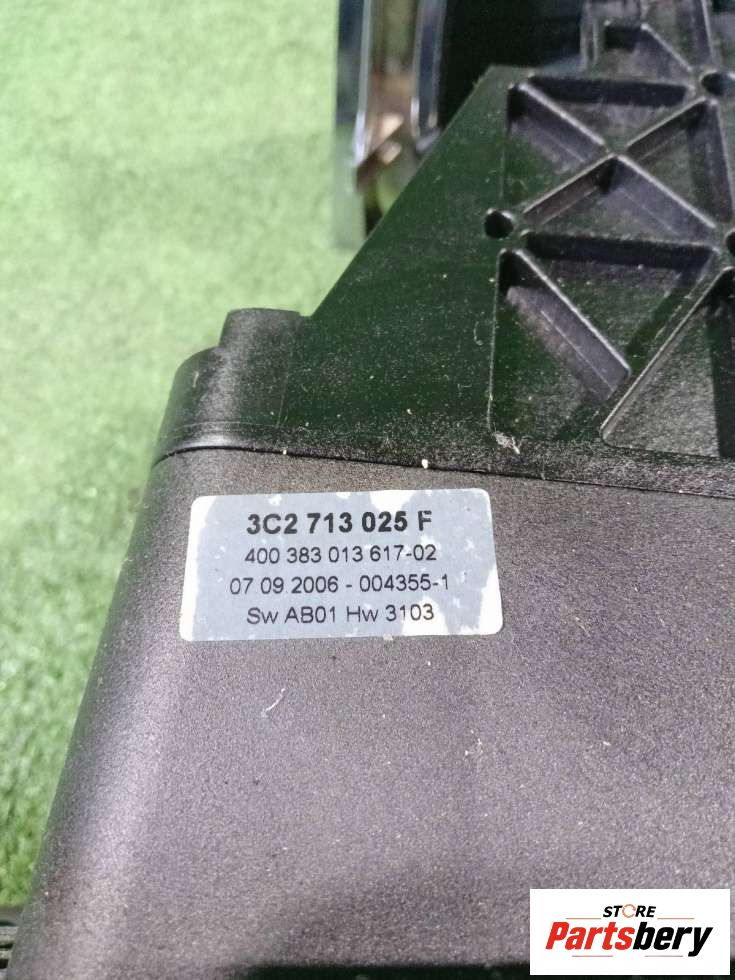 3C2 713 025 F
400 383 013 617-02
07 09.2006 - 004355-1
Sw AB01 Hw 3103
STORE
Partsbery